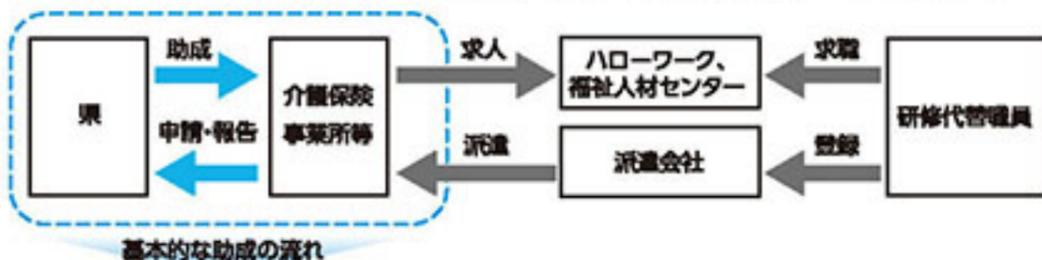 県
助成
申請・報告
介護保険
事業所等
求人
派遣
ハローワーク、
福祉人材センター
派遣会社
求職
登録
研修代替職員
基本的な助成の流れ